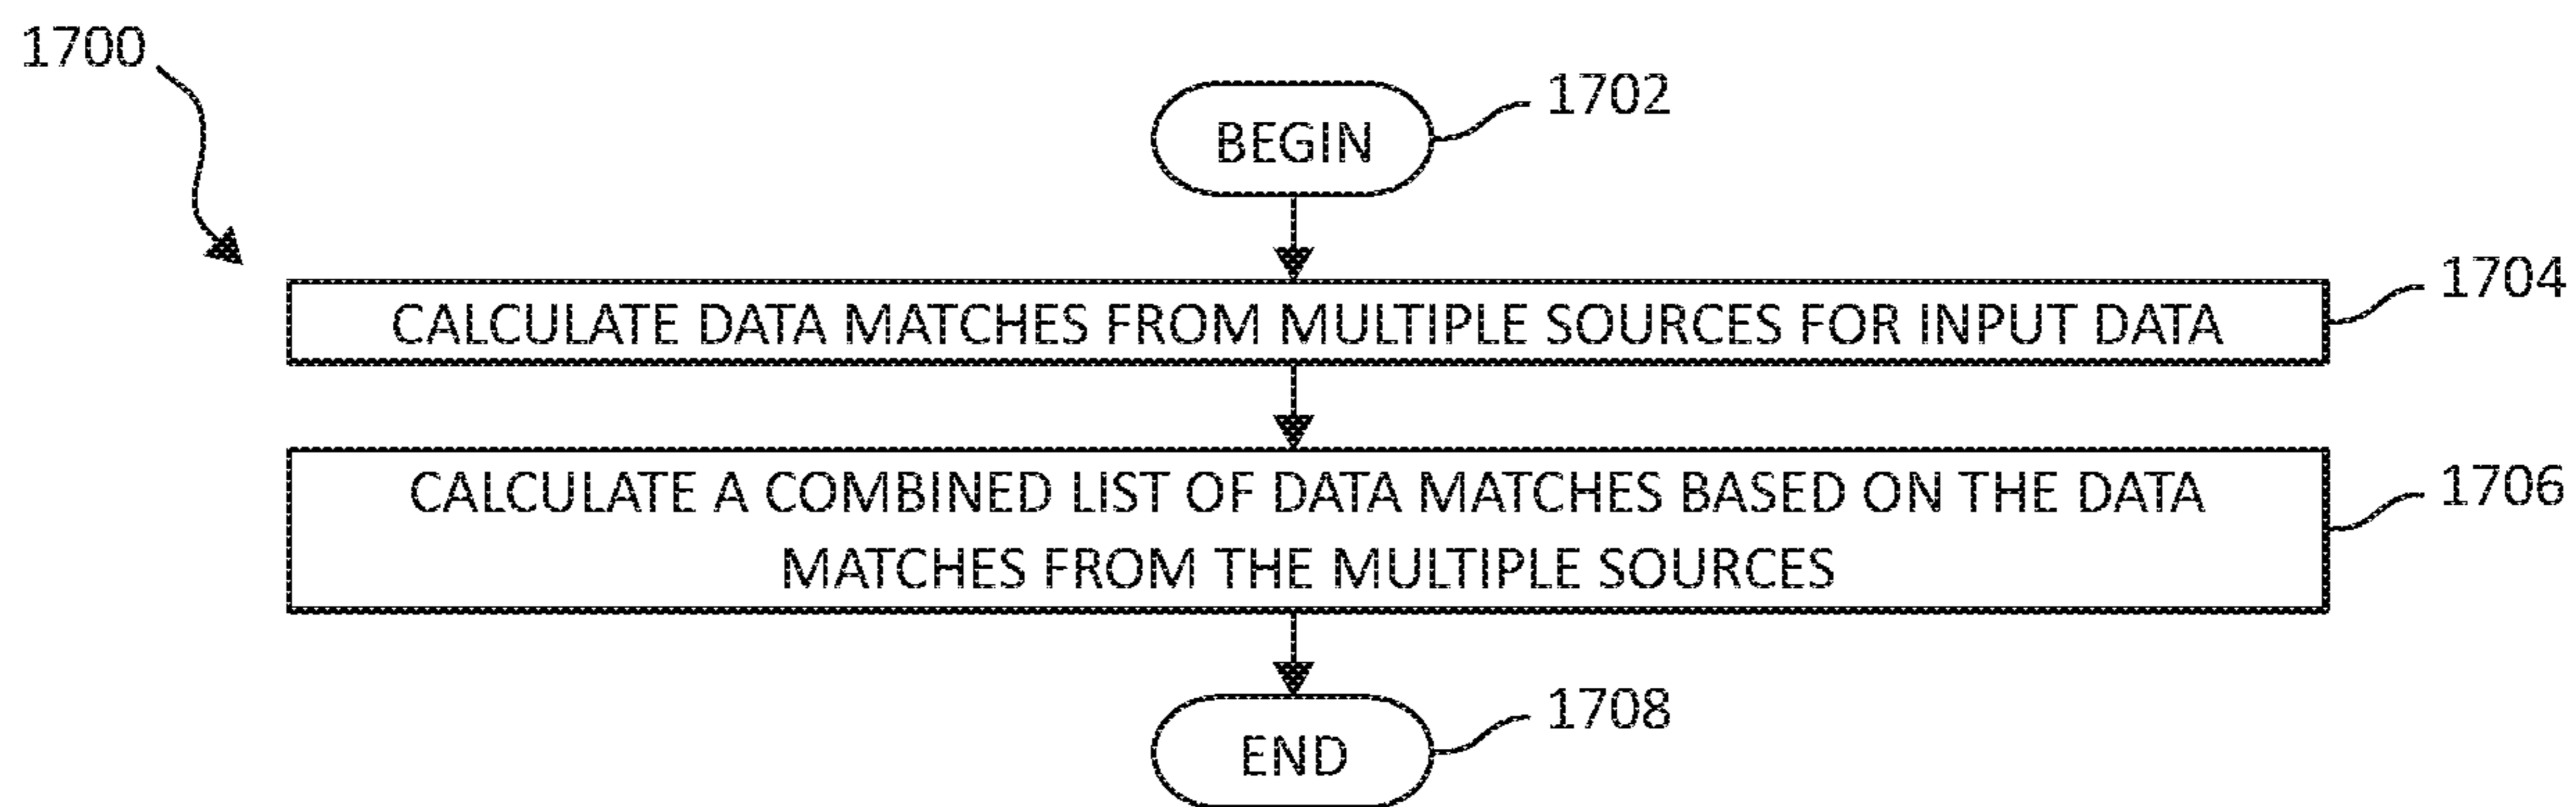 1700
1702
BEGIN
1704
CALCULATE DATA MATCHES FROM MULTIPLE SOURCES FOR INPUT DATA
1706
CALCULATE A COMBINED LIST OF DATA MATCHES BASED ON THE DATA
MATCHES FROM THE MULTIPLE SOURCES
1708
END